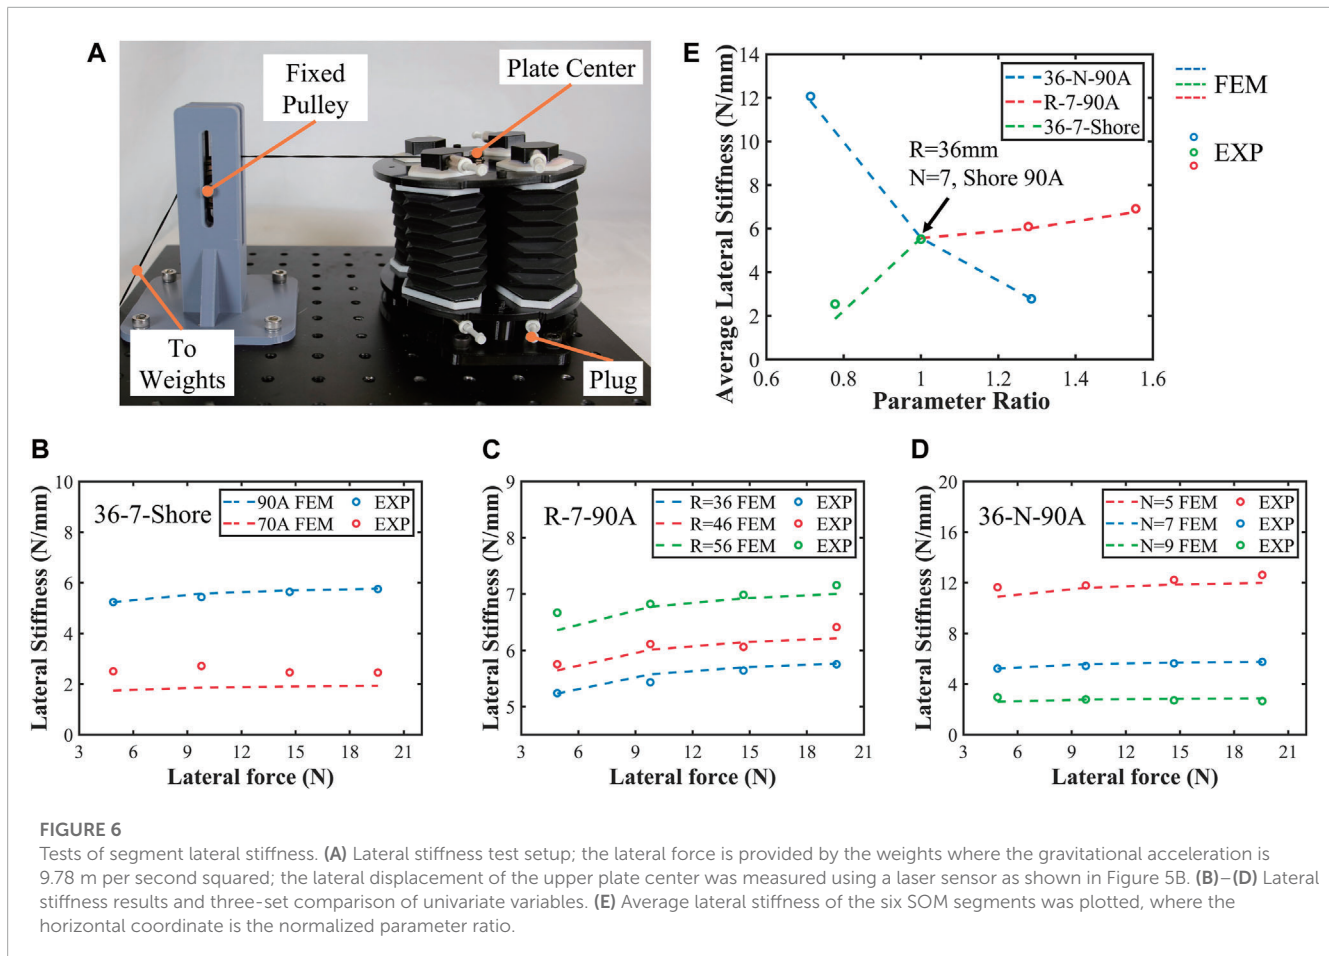 A
Fixed
Pulley
Plate Center
To
Weights
Plug
E
Average Lateral Stiffness (N/mm)
14
12
10
8
6
4
2
0
0.6
0.8
1
1.2
1.4
1.6
Parameter Ratio
36-N-90A
R-7-90A
36-7-Shore
R=36mm
N=7, Shore 90A
FEM
EXP
B
Lateral Stiffness (N/mm)
10
8
6
4
2
0
3
6
9
12
15
18
21
Lateral force (N)
36-7-Shore
90A FEM EXP
70A FEM EXP
C
Lateral Stiffness (N/mm)
9
8
7
6
5
3
6
9
12
15
18
21
Lateral force (N)
R-7-90A
R=36 FEM EXP
R=46 FEM EXP
R=56 FEM EXP
D
Lateral Stiffness (N/mm)
20
16
12
8
4
0
3
6
9
12
15
18
21
Lateral force (N)
36-N-90A
N=5 FEM EXP
N=7 FEM EXP
N=9 FEM EXP
FIGURE 6
Tests of segment lateral stiffness. (A) Lateral stiffness test setup; the lateral force is provided by the weights where the gravitational acceleration is
9.78 m per second squared; the lateral displacement of the upper plate center was measured using a laser sensor as shown in Figure 5B. (B)–(D) Lateral
stiffness results and three-set comparison of univariate variables. (E) Average lateral stiffness of the six SOM segments was plotted, where the
horizontal coordinate is the normalized parameter ratio.